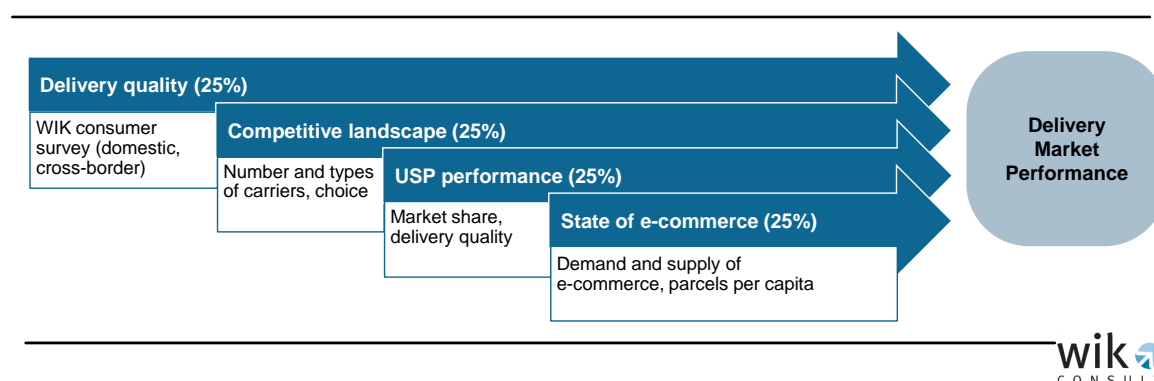 Delivery quality (25%)
WIK consumer
survey (domestic,
cross-border)
Competitive landscape (25%)
Number and types
of carriers, choice
USP performance (25%)
Market share,
delivery quality
State of e-commerce (25%)
Demand and supply of
e-commerce, parcels per capita
Delivery
Market
Performance
wik